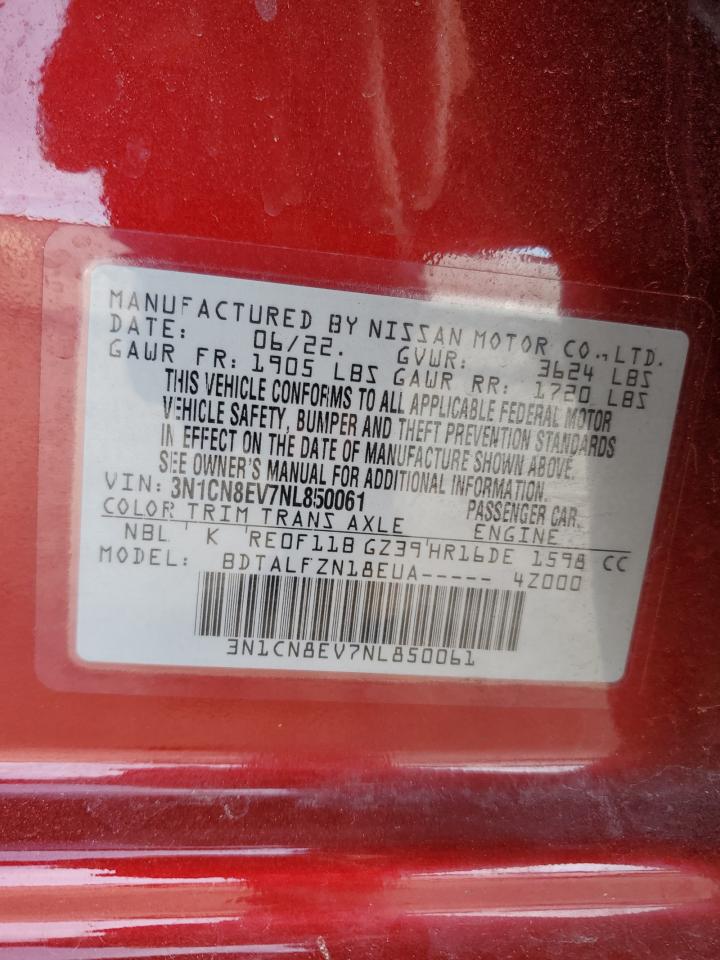 MANUFACTURED BY NISSAN MOTOR CO.,LTD.
DATE: 06/22. GVWR: 3624 LBS
GAWR FR: 1905 LBS GAWR RR: 1720 LBS
THIS VEHICLE CONFORMS TO ALL APPLICABLE FEDERAL MOTOR
VEHICLE SAFETY, BUMPER AND THEFT PREVENTION STANDARDS
IN EFFECT ON THE DATE OF MANUFACTURE SHOWN ABOVE.
SEE OWNER'S MANUAL FOR ADDITIONAL INFORMATION.
VIN: 3N1CN8EV7NL850061 PASSENGER CAR.
COLOR TRIM TRANS AXLE ENGINE
NBL ' K 'RE0F11B GZ39'HR16DE 1598 CC
MODEL: BDTALFZN18EUA----- 4Z000
3N1CN8EV7NL850061